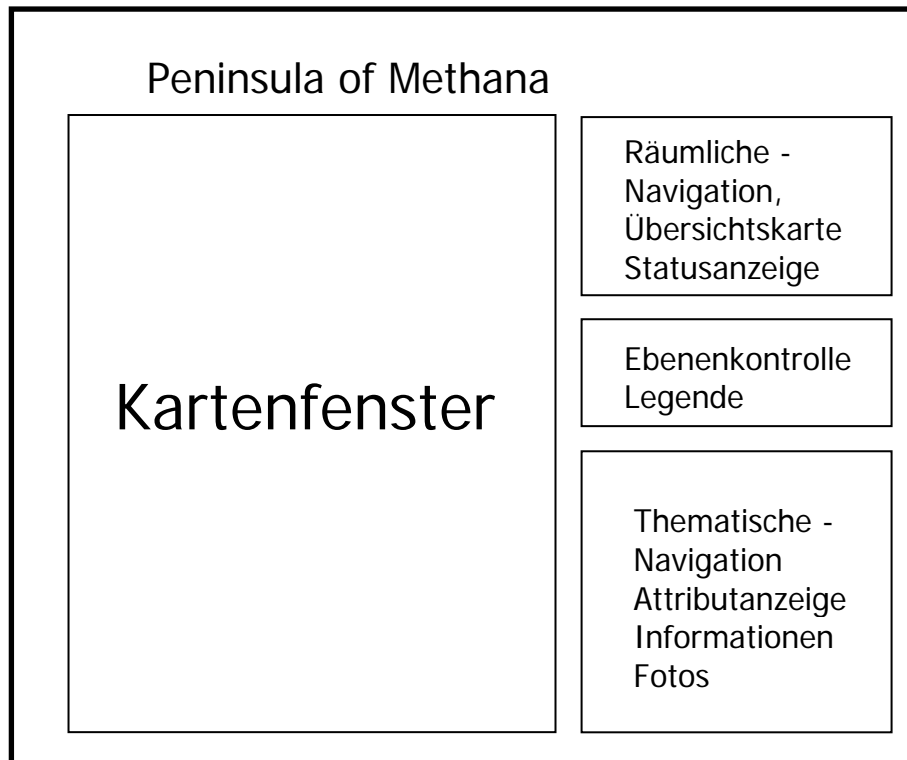 Peninsula of Methana
Kartenfenster
Räumliche -
Navigation,
Übersichtskarte
Statusanzeige
Ebenenkontrolle
Legende
Thematische -
Navigation
Attributanzeige
Informationen
Fotos